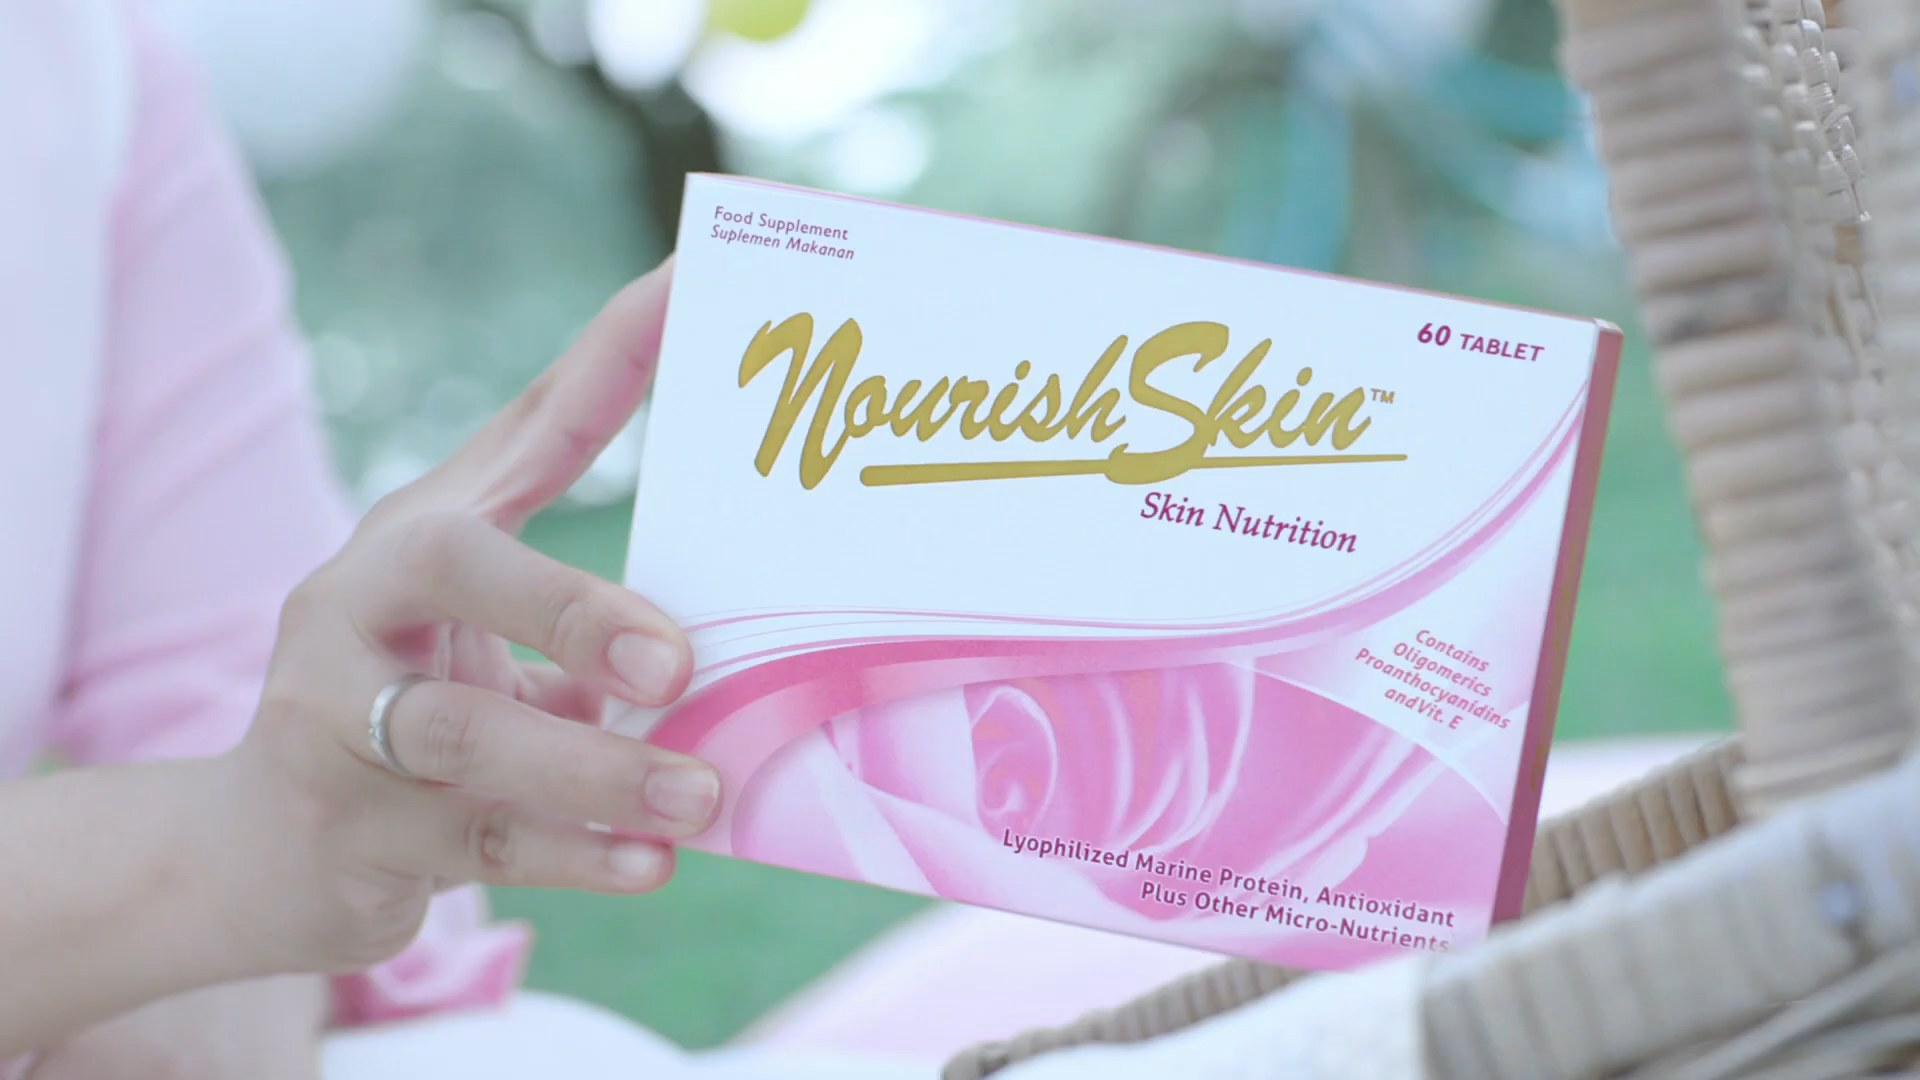 Food Supplement
Suplemen Makanan
60 TABLET
NourishSkin™
Skin Nutrition
Contains
Oligomerics
Proanthocyanidins
andVit. E
Lyophilized Marine Protein, Antioxidant
Plus Other Micro-Nutrients